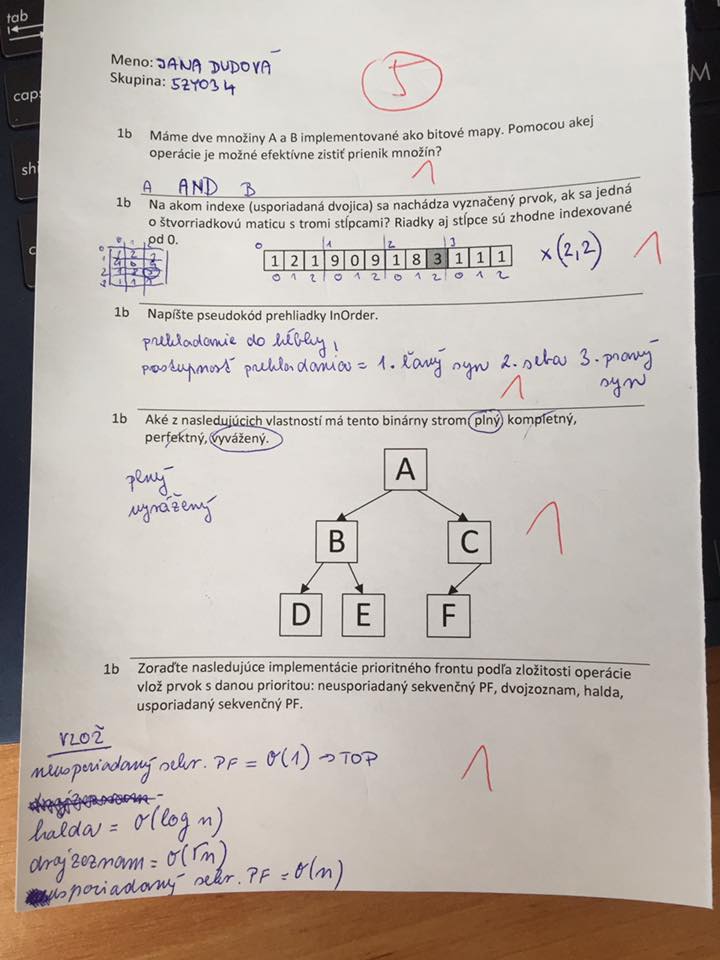 tab
caps
shi
M
Meno: JANA DUDOVÁ
Skupina: 5ZY034
5
1b Máme dve množiny A a B implementované ako bitové mapy. Pomocou akej
operácie je možné efektívne zistiť prienik množín?
1
A AND B
1b Na akom indexe (usporiadaná dvojica) sa nachádza vyznačený prvok, ak sa jedná
o štvorriadkovú maticu s tromi stĺpcami? Riadky aj stĺpce sú zhodne indexované
od 0.
0 1 2 3
1 2 1 9 0 9 1 8 3 1 1 1
0 1 2 0 1 2 0 1 2 0 1 2
x (2,2)
1
1b Napíšte pseudokód prehliadky InOrder.
prehladanie do hĺbky,
postupnosť prehladania = 1. ľavý syn 2. seba 3. pravý
syn
1
1b Aké z nasledujúcich vlastností má tento binárny strom plný, kompletný,
perfektný, vyvážený.
plný
vyvážený
A
B C
D E F
1
1b Zoraďte nasledujúce implementácie prioritného frontu podľa zložitosti operácie
vlož prvok s danou prioritou: neusporiadaný sekvenčný PF, dvojzoznam, halda,
usporiadaný sekvenčný PF.
VLOŽ
neusporiadaný sekv. PF = O(1) → TOP
1
halda = O(log n)
dvojzoznam = O(√n)
usporiadaný sekv. PF = O(n)